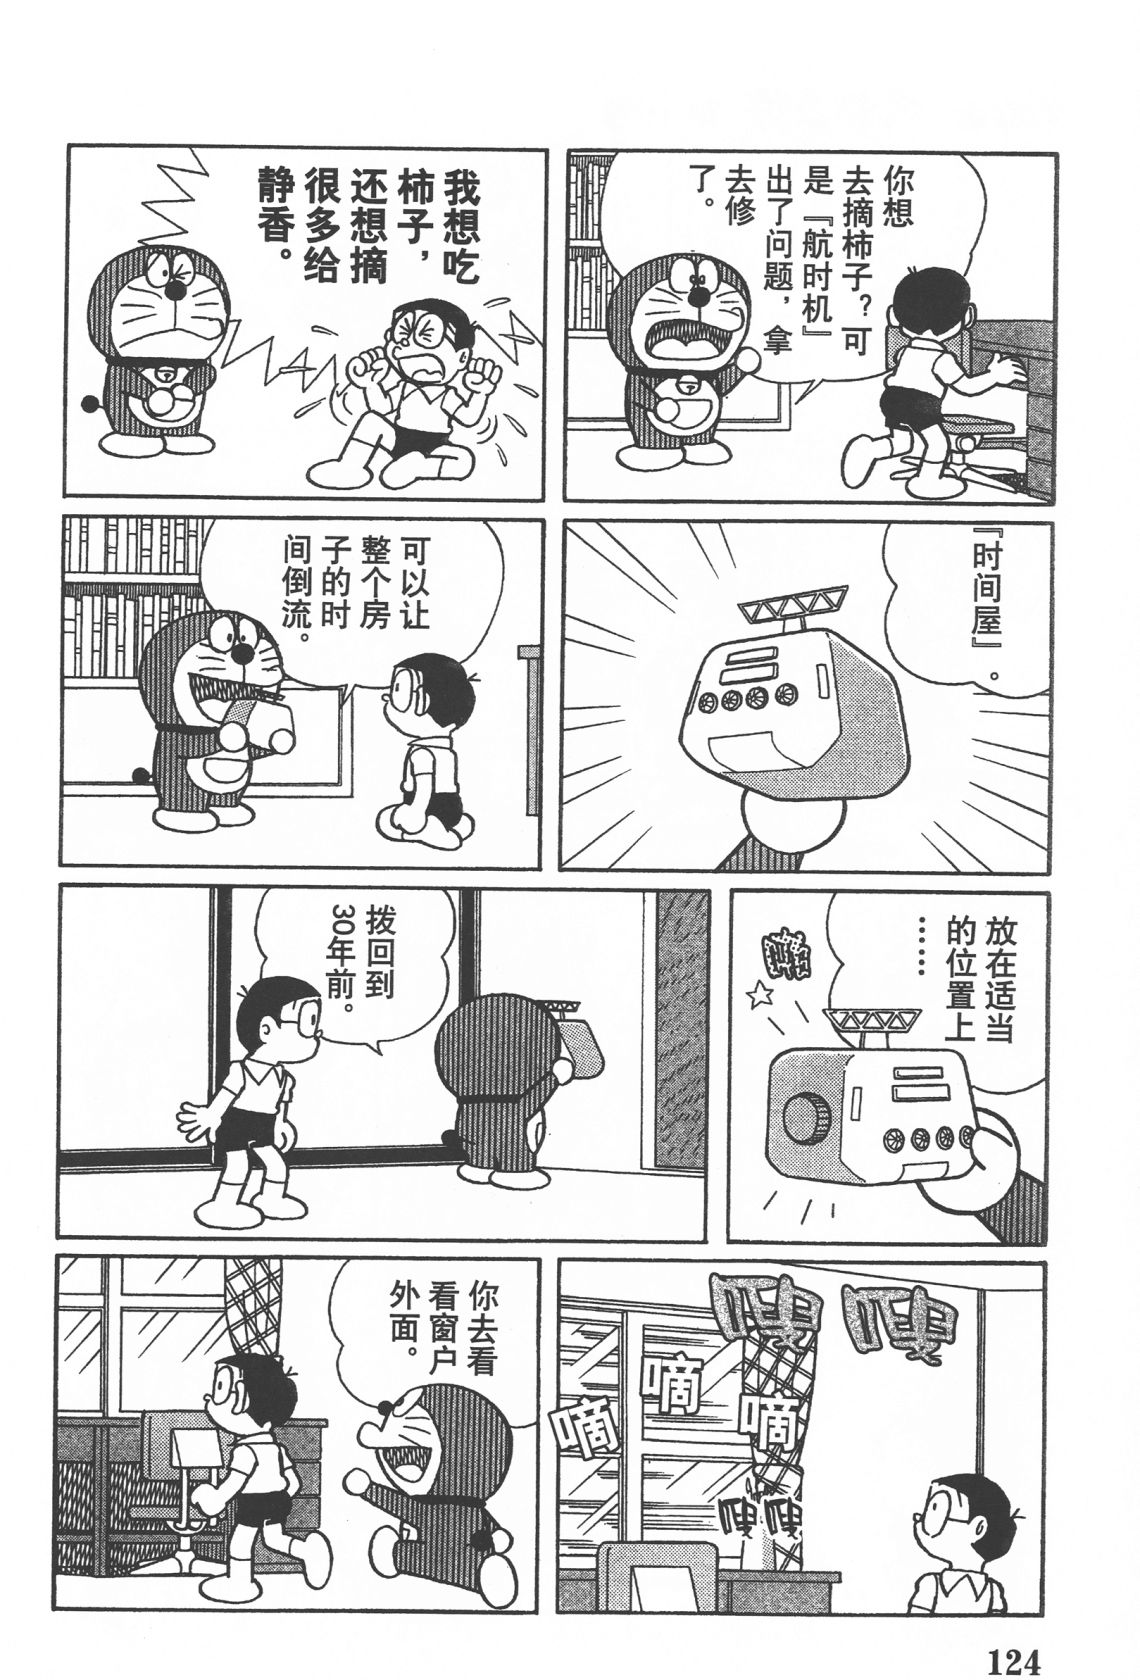 你想
去摘柿子？可
是『航时机』
出了问题，拿
去修
了。
我想吃
柿子，
还想摘
很多给
静香。
『时间屋』。
可以让
整个房
子的时
间倒流。
放在适当
的位置上
……
拨回到
30年前。
嗖
嗖
嘀
嘀
嘀
嗖
嗖
你去看
看窗户
外面。
124